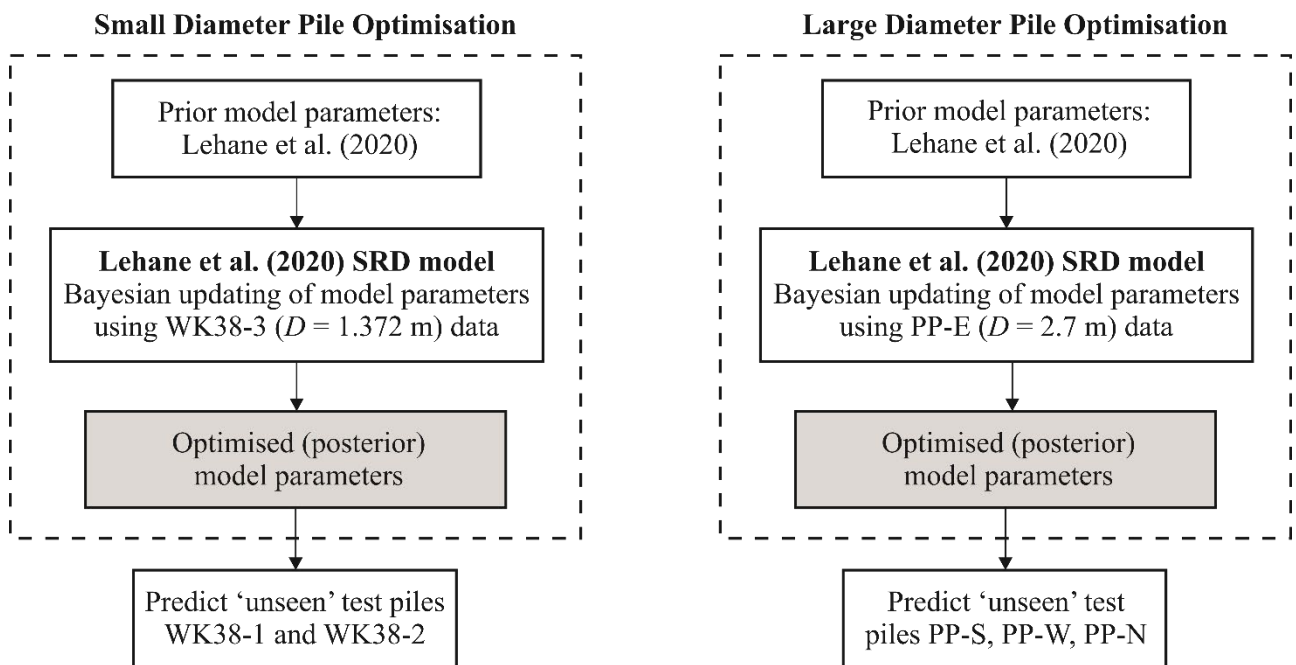 Small Diameter Pile Optimisation
Prior model parameters:
Lehane et al. (2020)
Lehane et al. (2020) SRD model
Bayesian updating of model parameters
using WK38-3 (D = 1.372 m) data
Optimised (posterior)
model parameters
Predict ‘unseen’ test piles
WK38-1 and WK38-2
Large Diameter Pile Optimisation
Prior model parameters:
Lehane et al. (2020)
Lehane et al. (2020) SRD model
Bayesian updating of model parameters
using PP-E (D = 2.7 m) data
Optimised (posterior)
model parameters
Predict ‘unseen’ test
piles PP-S, PP-W, PP-N